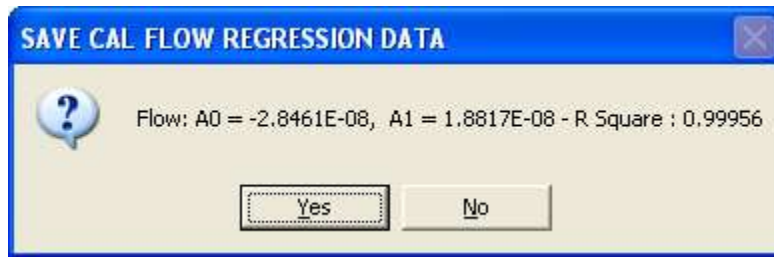 SAVE CAL FLOW REGRESSION DATA
?
Flow: A0 = -2.8461E-08, A1 = 1.8817E-08 - R Square : 0.99956
Yes No